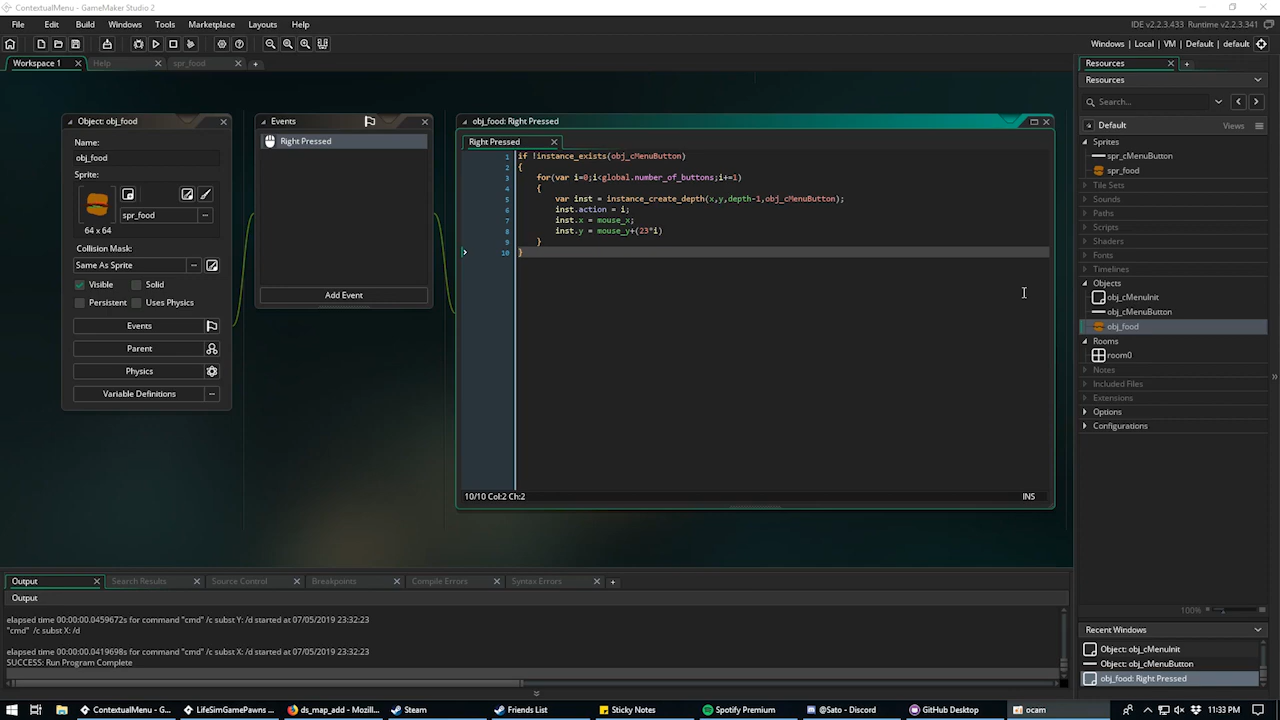 ContextualMenu - GameMaker Studio 2
File Edit Build Windows Tools Marketplace Layouts Help
IDE v2.2.3.433 Runtime v2.2.3.341
Windows | Local | VM | Default | default
Workspace 1 Help spr_food
Resources
Resources
Search...
Default Views
Sprites
spr_cMenuButton
spr_food
Tile Sets
Sounds
Paths
Scripts
Shaders
Fonts
Timelines
Objects
obj_cMenuInit
obj_cMenuButton
obj_food
Rooms
room0
Notes
Included Files
Extensions
Options
Configurations
100%
Recent Windows
Object: obj_cMenuInit
Object: obj_cMenuButton
obj_food: Right Pressed
Object: obj_food
Name:
obj_food
Sprite:
spr_food
64 x 64
Collision Mask:
Same As Sprite
Visible Solid
Persistent Uses Physics
Events
Parent
Physics
Variable Definitions
Events
Right Pressed
Add Event
obj_food: Right Pressed
Right Pressed
1 if !instance_exists(obj_cMenuButton)
2 {
3 for(var i=0;i<global.number_of_buttons;i+=1)
4 {
5 var inst = instance_create_depth(x,y,depth-1,obj_cMenuButton);
6 inst.action = i;
7 inst.x = mouse_x;
8 inst.y = mouse_y+(23*i)
9 }
10 }
10/10 Col:2 Ch:2 INS
Output Search Results Source Control Breakpoints Compile Errors Syntax Errors
Output
elapsed time 00:00:00.0459672s for command "cmd" /c subst Y: /d started at 07/05/2019 23:32:23
"cmd" /c subst X: /d
elapsed time 00:00:00.0419698s for command "cmd" /c subst X: /d started at 07/05/2019 23:32:23
SUCCESS: Run Program Complete
ContextualMenu - G... LifeSimGamePawns ... ds_map_add - Mozill... Steam Friends List Sticky Notes Spotify Premium @Sato - Discord GitHub Desktop ocam 11:33 PM